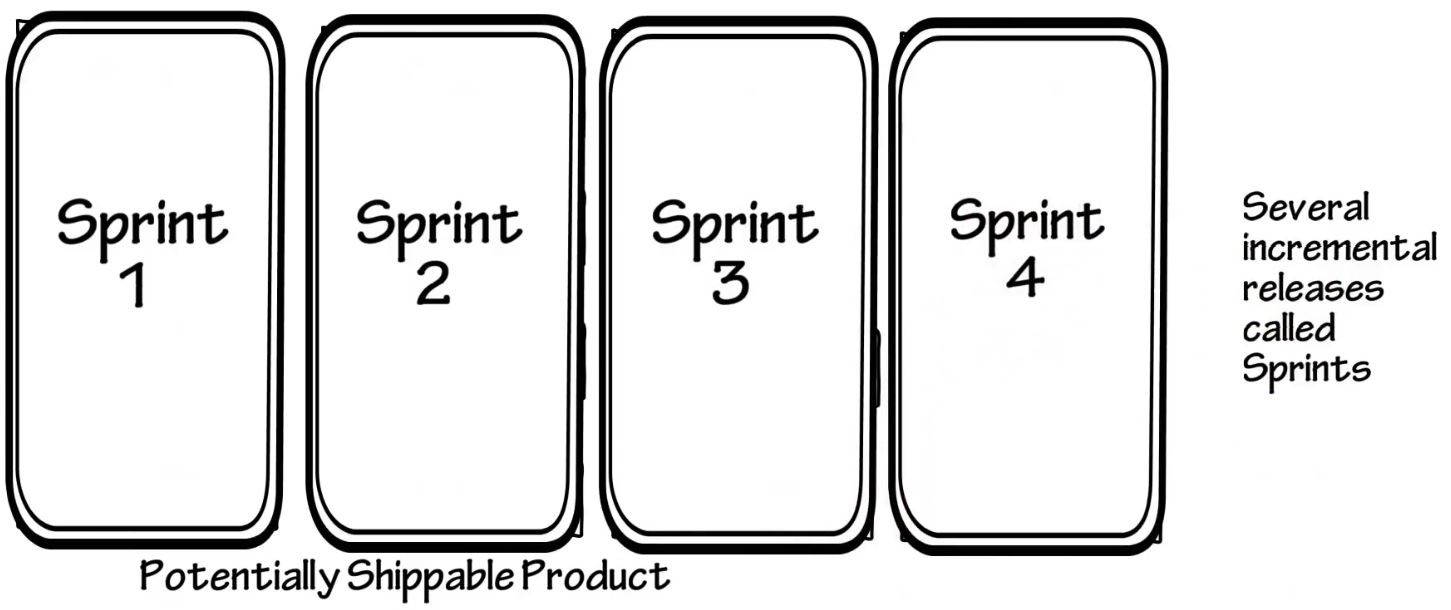 Sprint
1
Sprint
2
Sprint
3
Sprint
4
Several
incremental
releases
called
Sprints
Potentially Shippable Product